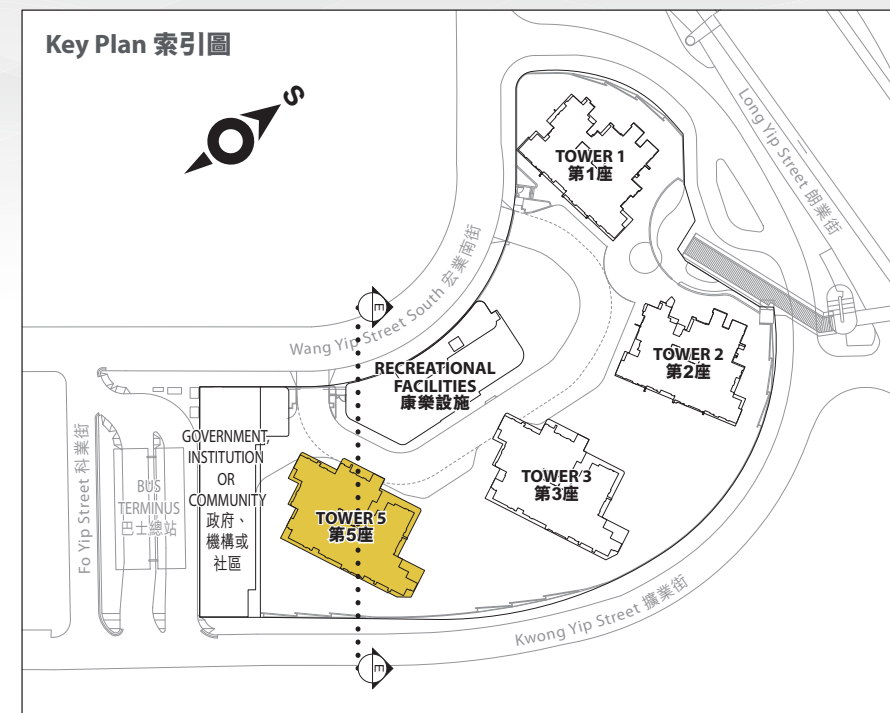 Key Plan 索引圖
S
TOWER 1
第1座
Long Yip Street 朗業街
Wang Yip Street South 宏業南街
E
TOWER 2
第2座
RECREATIONAL
FACILITIES
康樂設施
GOVERNMENT,
INSTITUTION
OR
COMMUNITY
政府、
機構或
社區
Fo Yip Street 科業街
BUS
TERMINUS
巴士總站
TOWER 3
第3座
TOWER 5
第5座
Kwong Yip Street 擴業街
E